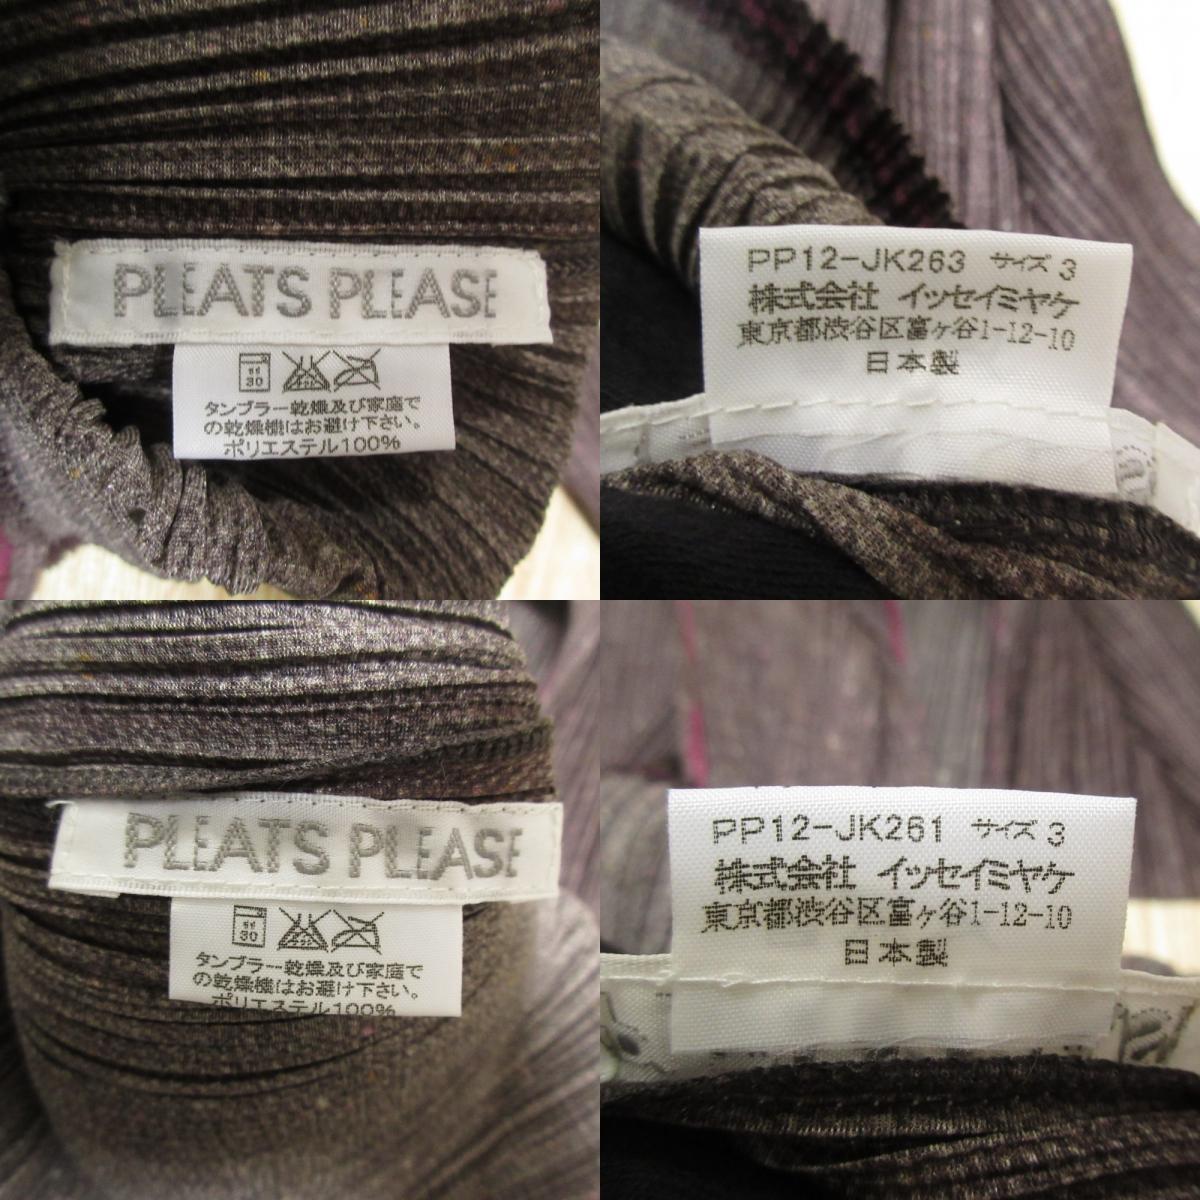 PLEATS PLEASE
30
タンブラー乾燥及び家庭で
の乾燥機はお避け下さい。
ポリエステル100%
PP12-JK263 サイズ 3
株式会社 イッセイミヤケ
東京都渋谷区富ヶ谷1-12-10
日本製
PLEATS PLEASE
30
タンブラー乾燥及び家庭で
の乾燥機はお避け下さい。
ポリエステル100%
PP12-JK261 サイズ 3
株式会社 イッセイミヤケ
東京都渋谷区富ヶ谷1-12-10
日本製